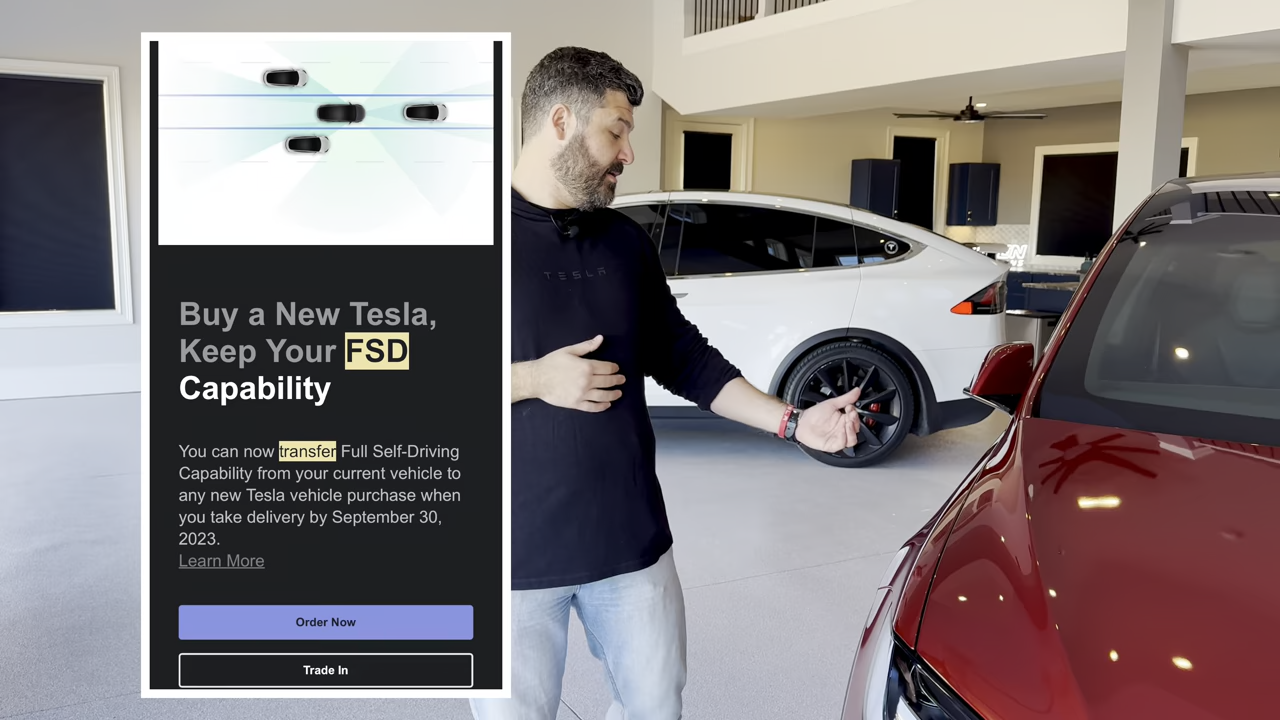 Buy a New Tesla,
Keep Your FSD
Capability
You can now transfer Full Self-Driving
Capability from your current vehicle to
any new Tesla vehicle purchase when
you take delivery by September 30,
2023.
Learn More
Order Now
Trade In
TESLA